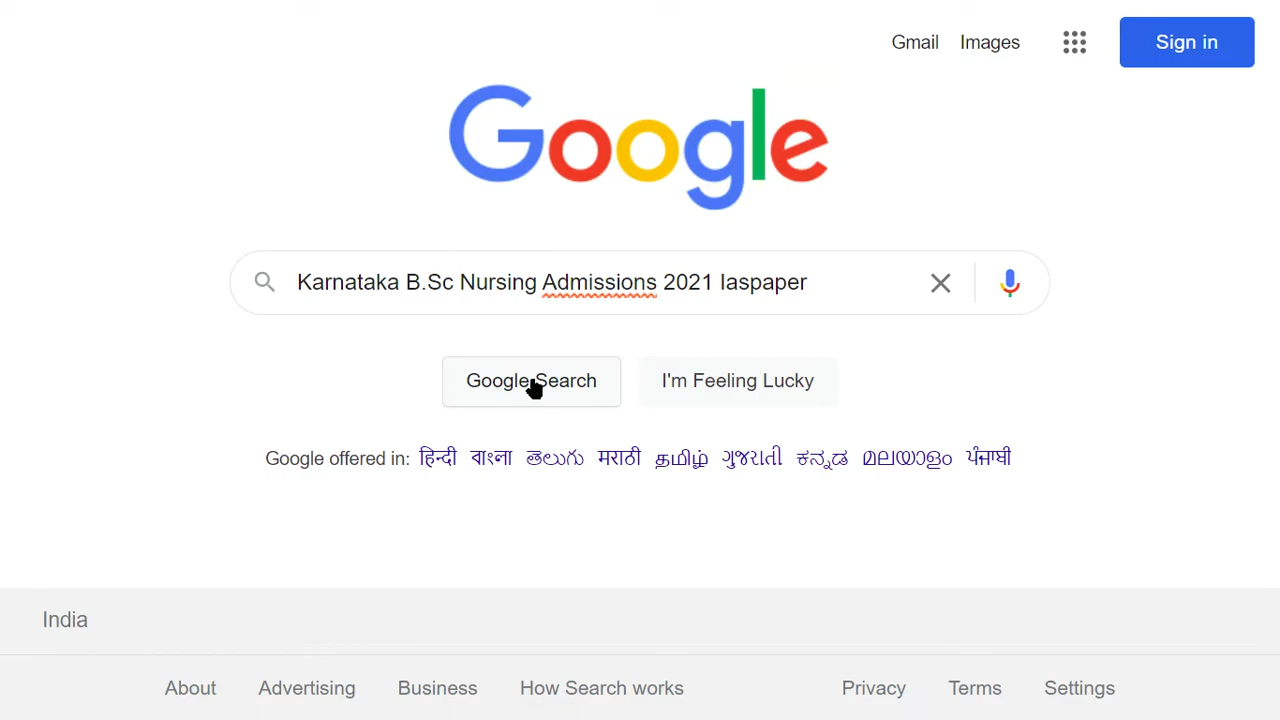 Gmail Images Sign in
Google
Karnataka B.Sc Nursing Admissions 2021 Iaspaper
Google Search I'm Feeling Lucky
Google offered in: हिन्दी বাংলা తెలుగు मराठी தமிழ் ગુજરાતી ಕನ್ನಡ മലയാളം ਪੰਜਾਬੀ
India
About Advertising Business How Search works Privacy Terms Settings